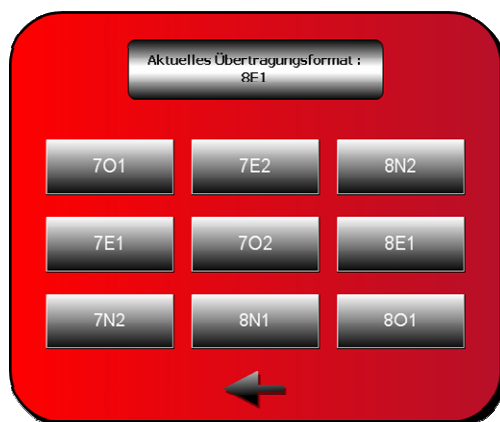 Aktuelles Übertragungsformat :
8E1
7O1 7E2 8N2
7E1 7O2 8E1
7N2 8N1 8O1